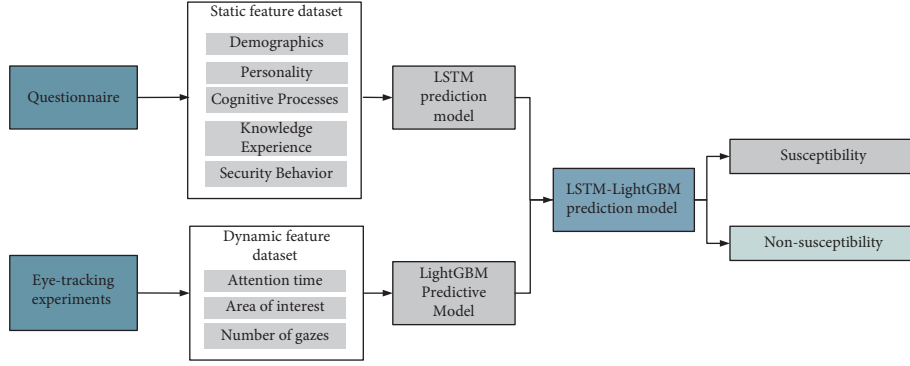 Static feature dataset
Demographics
Personality
Cognitive Processes
Knowledge
Experience
Security Behavior
Questionnaire
LSTM
prediction
model
Dynamic feature
dataset
Attention time
Area of interest
Number of gazes
Eye-tracking
experiments
LightGBM
Predictive
Model
LSTM-LightGBM
prediction model
Susceptibility
Non-susceptibility